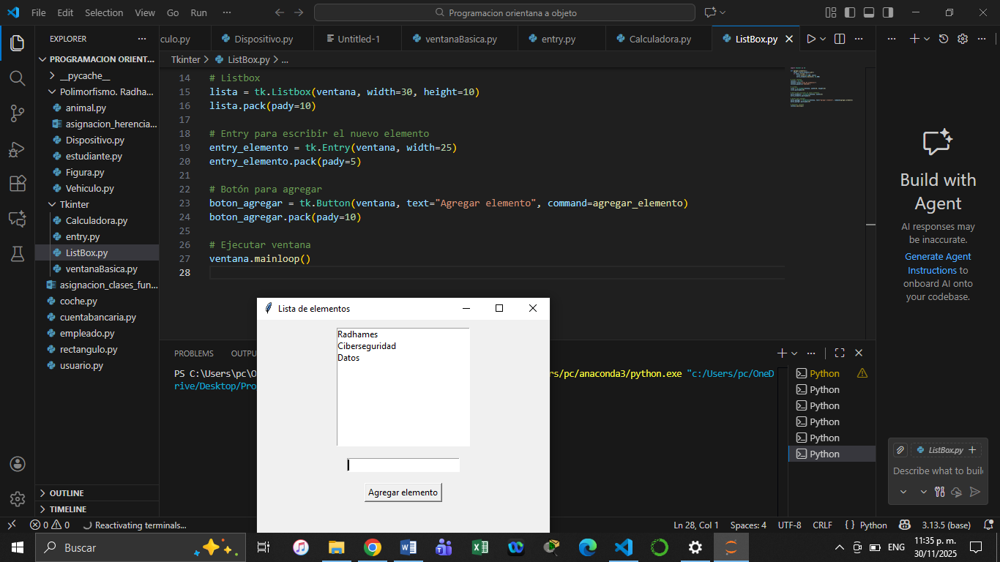 File Edit Selection View Go Run ··· Programacion orientana a objeto
EXPLORER ···
culo.py Dispositivo.py Untitled-1 ventanaBasica.py entry.py Calculadora.py ListBox.py ···
Tkinter > ListBox.py > ...
PROGRAMACION ORIENT...
__pycache__
Polimorfismo. Radha...
animal.py
asignacion_herencia...
Dispositivo.py
estudiante.py
Figura.py
Vehiculo.py
Tkinter
Calculadora.py
entry.py
ListBox.py
ventanaBasica.py
asignacion_clases_fun...
coche.py
cuentabancaria.py
empleado.py
rectangulo.py
usuario.py
OUTLINE
TIMELINE
14 # Listbox
15 lista = tk.Listbox(ventana, width=30, height=10)
16 lista.pack(pady=10)
17
18 # Entry para escribir el nuevo elemento
19 entry_elemento = tk.Entry(ventana, width=25)
20 entry_elemento.pack(pady=5)
21
22 # Botón para agregar
23 boton_agregar = tk.Button(ventana, text="Agregar elemento", command=agregar_elemento)
24 boton_agregar.pack(pady=10)
25
26 # Ejecutar ventana
27 ventana.mainloop()
28
Build with
Agent
AI responses may
be inaccurate.
Generate Agent
Instructions to
onboard AI onto
your codebase.
ListBox.py
Describe what to buil
PROBLEMS OUTPU
PS C:\Users\pc\O
rs/pc/anaconda3/python.exe "c:/Users/pc/OneD
rive/Desktop/Pro
Python
Python
Python
Python
Python
Python
Lista de elementos
Radhames
Ciberseguridad
Datos
Agregar elemento
0 0 Reactivating terminals... Ln 28, Col 1 Spaces: 4 UTF-8 CRLF { } Python 3.13.5 (base)
Buscar
ENG
11:35 p. m.
30/11/2025